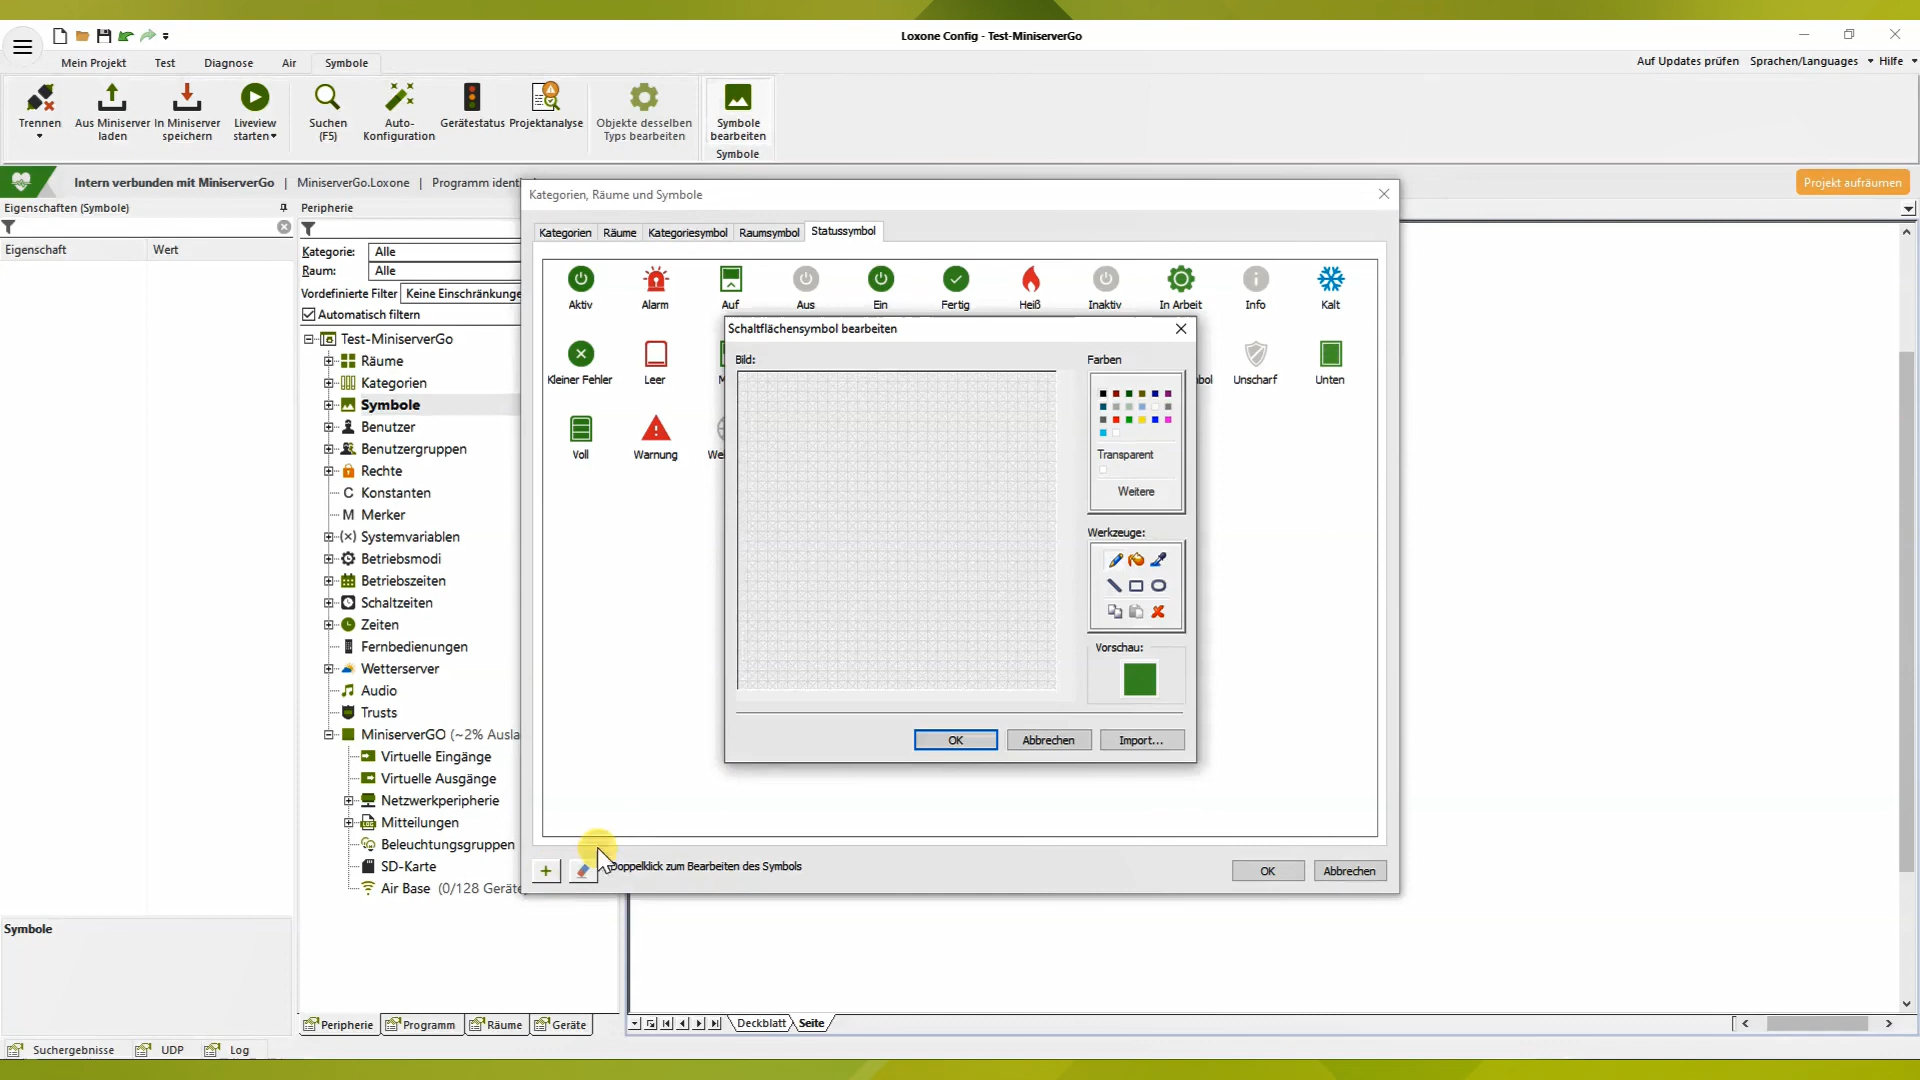 Loxone Config - Test-MiniserverGo
Mein Projekt Test Diagnose Air Symbole
Auf Updates prüfen Sprachen/Languages Hilfe
Trennen
Aus Miniserver laden
In Miniserver speichern
Liveview starten
Suchen (F5)
Auto-Konfiguration
Gerätestatus
Projektanalyse
Objekte desselben Typs bearbeiten
Symbole bearbeiten
Symbole
Intern verbunden mit MiniserverGo | MiniserverGo.Loxone | Programm identi
Projekt aufräumen
Eigenschaften (Symbole)
Eigenschaft Wert
Symbole
Peripherie
Kategorie: Alle
Raum: Alle
Vordefinierte Filter Keine Einschränkunge
Automatisch filtern
Test-MiniserverGo
Räume
Kategorien
Symbole
Benutzer
Benutzergruppen
Rechte
C Konstanten
M Merker
(x) Systemvariablen
Betriebsmodi
Betriebszeiten
Schaltzeiten
Zeiten
Fernbedienungen
Wetterserver
Audio
Trusts
MiniserverGO (~2% Ausla
Virtuelle Eingänge
Virtuelle Ausgänge
Netzwerkperipherie
Mitteilungen
Beleuchtungsgruppen
SD-Karte
Air Base (0/128 Geräte
Peripherie Programm Räume Geräte
Suchergebnisse UDP Log
Kategorien, Räume und Symbole
Kategorien Räume Kategoriesymbol Raumsymbol Statussymbol
Aktiv Alarm Auf Aus Ein Fertig Heiß Inaktiv In Arbeit Info Kalt
Kleiner Fehler Leer M bol Unscharf Unten
Voll Warnung We
Schaltflächensymbol bearbeiten
Bild:
Farben
Transparent
Weitere
Werkzeuge:
Vorschau:
OK Abbrechen Import...
Doppelklick zum Bearbeiten des Symbols
OK Abbrechen
Deckblatt Seite